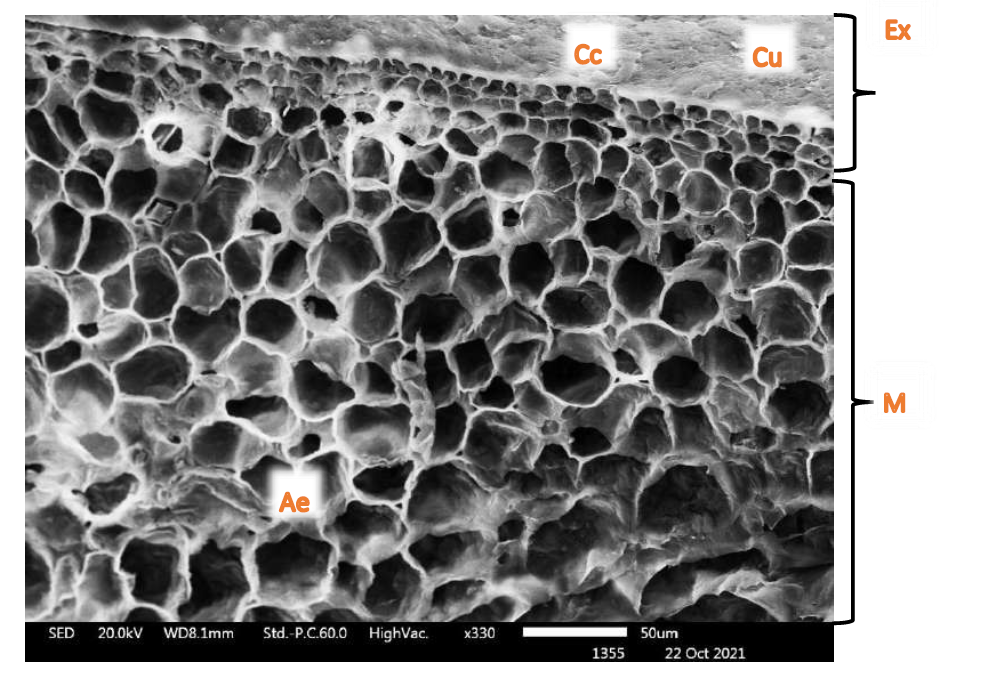 Ex
Cc
Cu
M
Ae
SED 20.0kV WD8.1mm Std.-P.C.60.0 HighVac. x330 50um
1355 22 Oct 2021